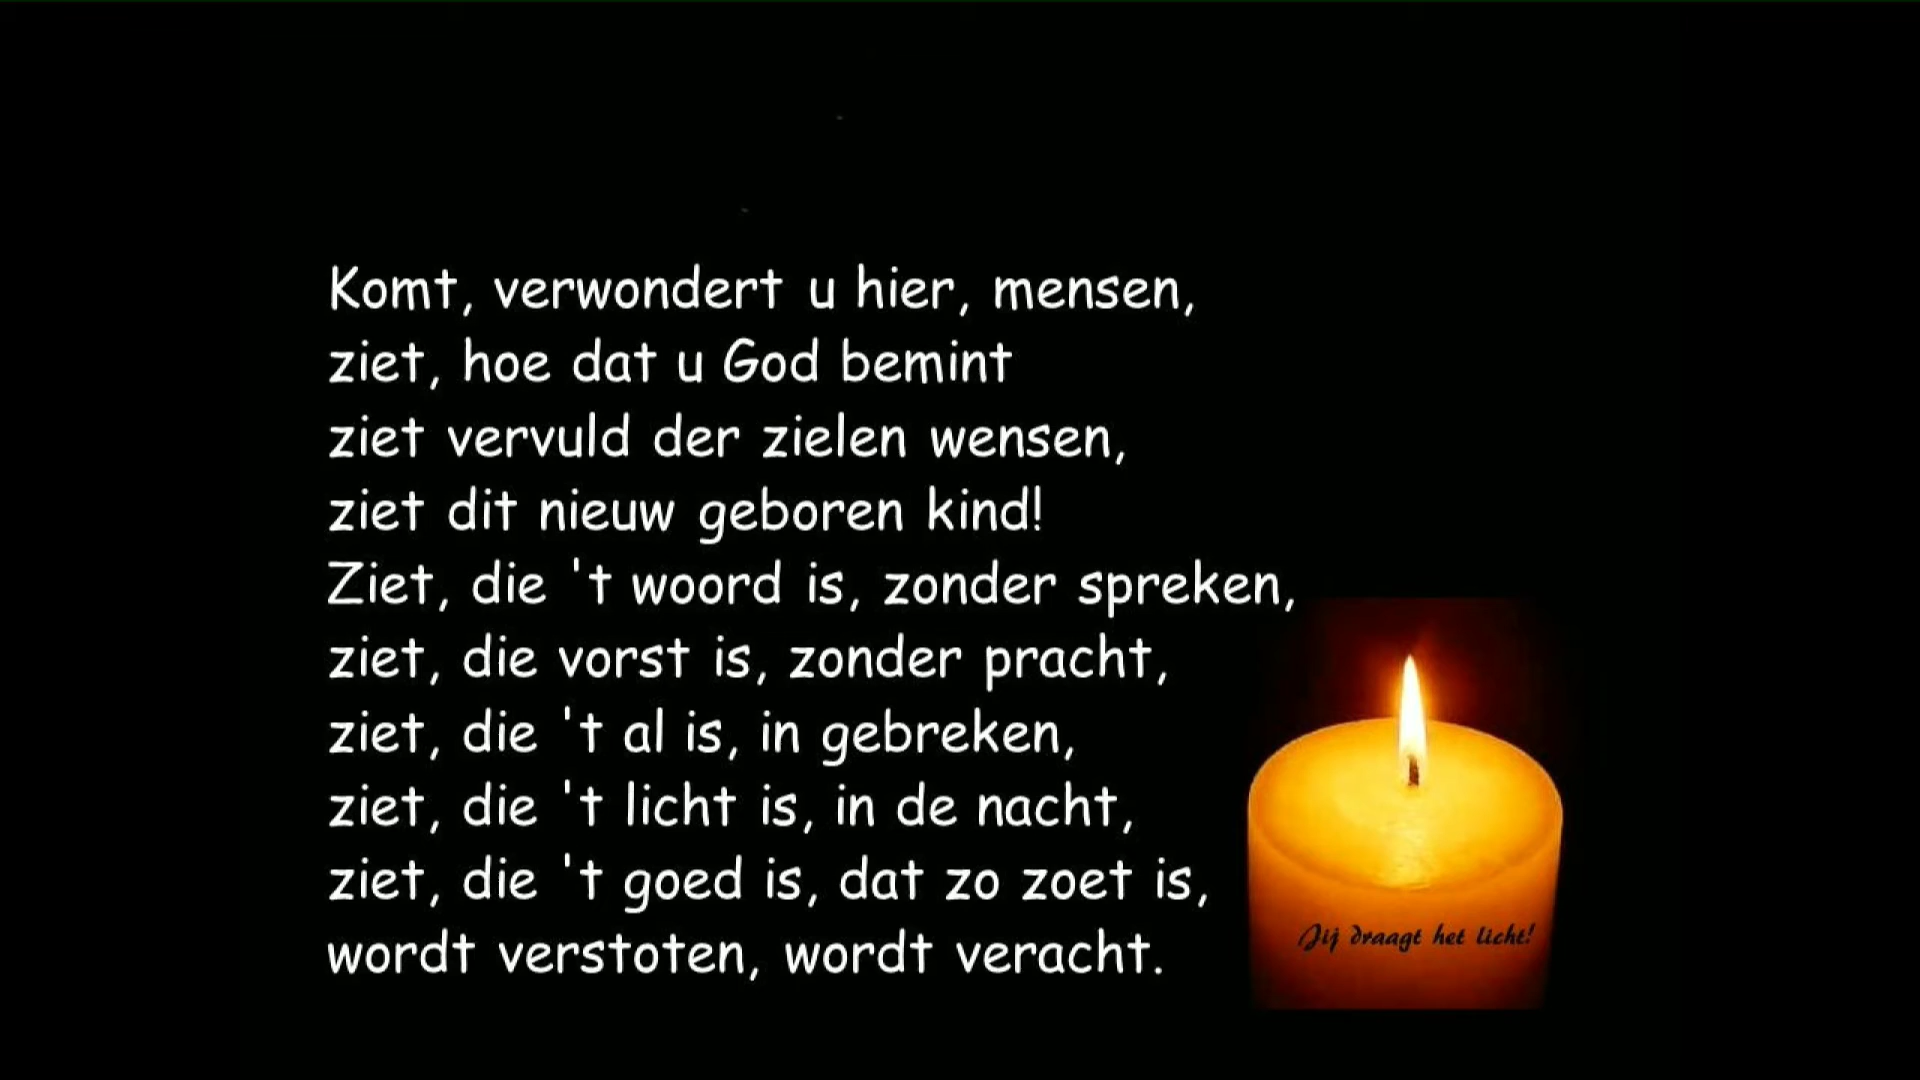 Komt, verwondert u hier, mensen,
ziet, hoe dat u God bemint
ziet vervuld der zielen wensen,
ziet dit nieuw geboren kind!
Ziet, die 't woord is, zonder spreken,
ziet, die vorst is, zonder pracht,
ziet, die 't al is, in gebreken,
ziet, die 't licht is, in de nacht,
ziet, die 't goed is, dat zo zoet is,
wordt verstoten, wordt veracht.
Jij draagt het licht!